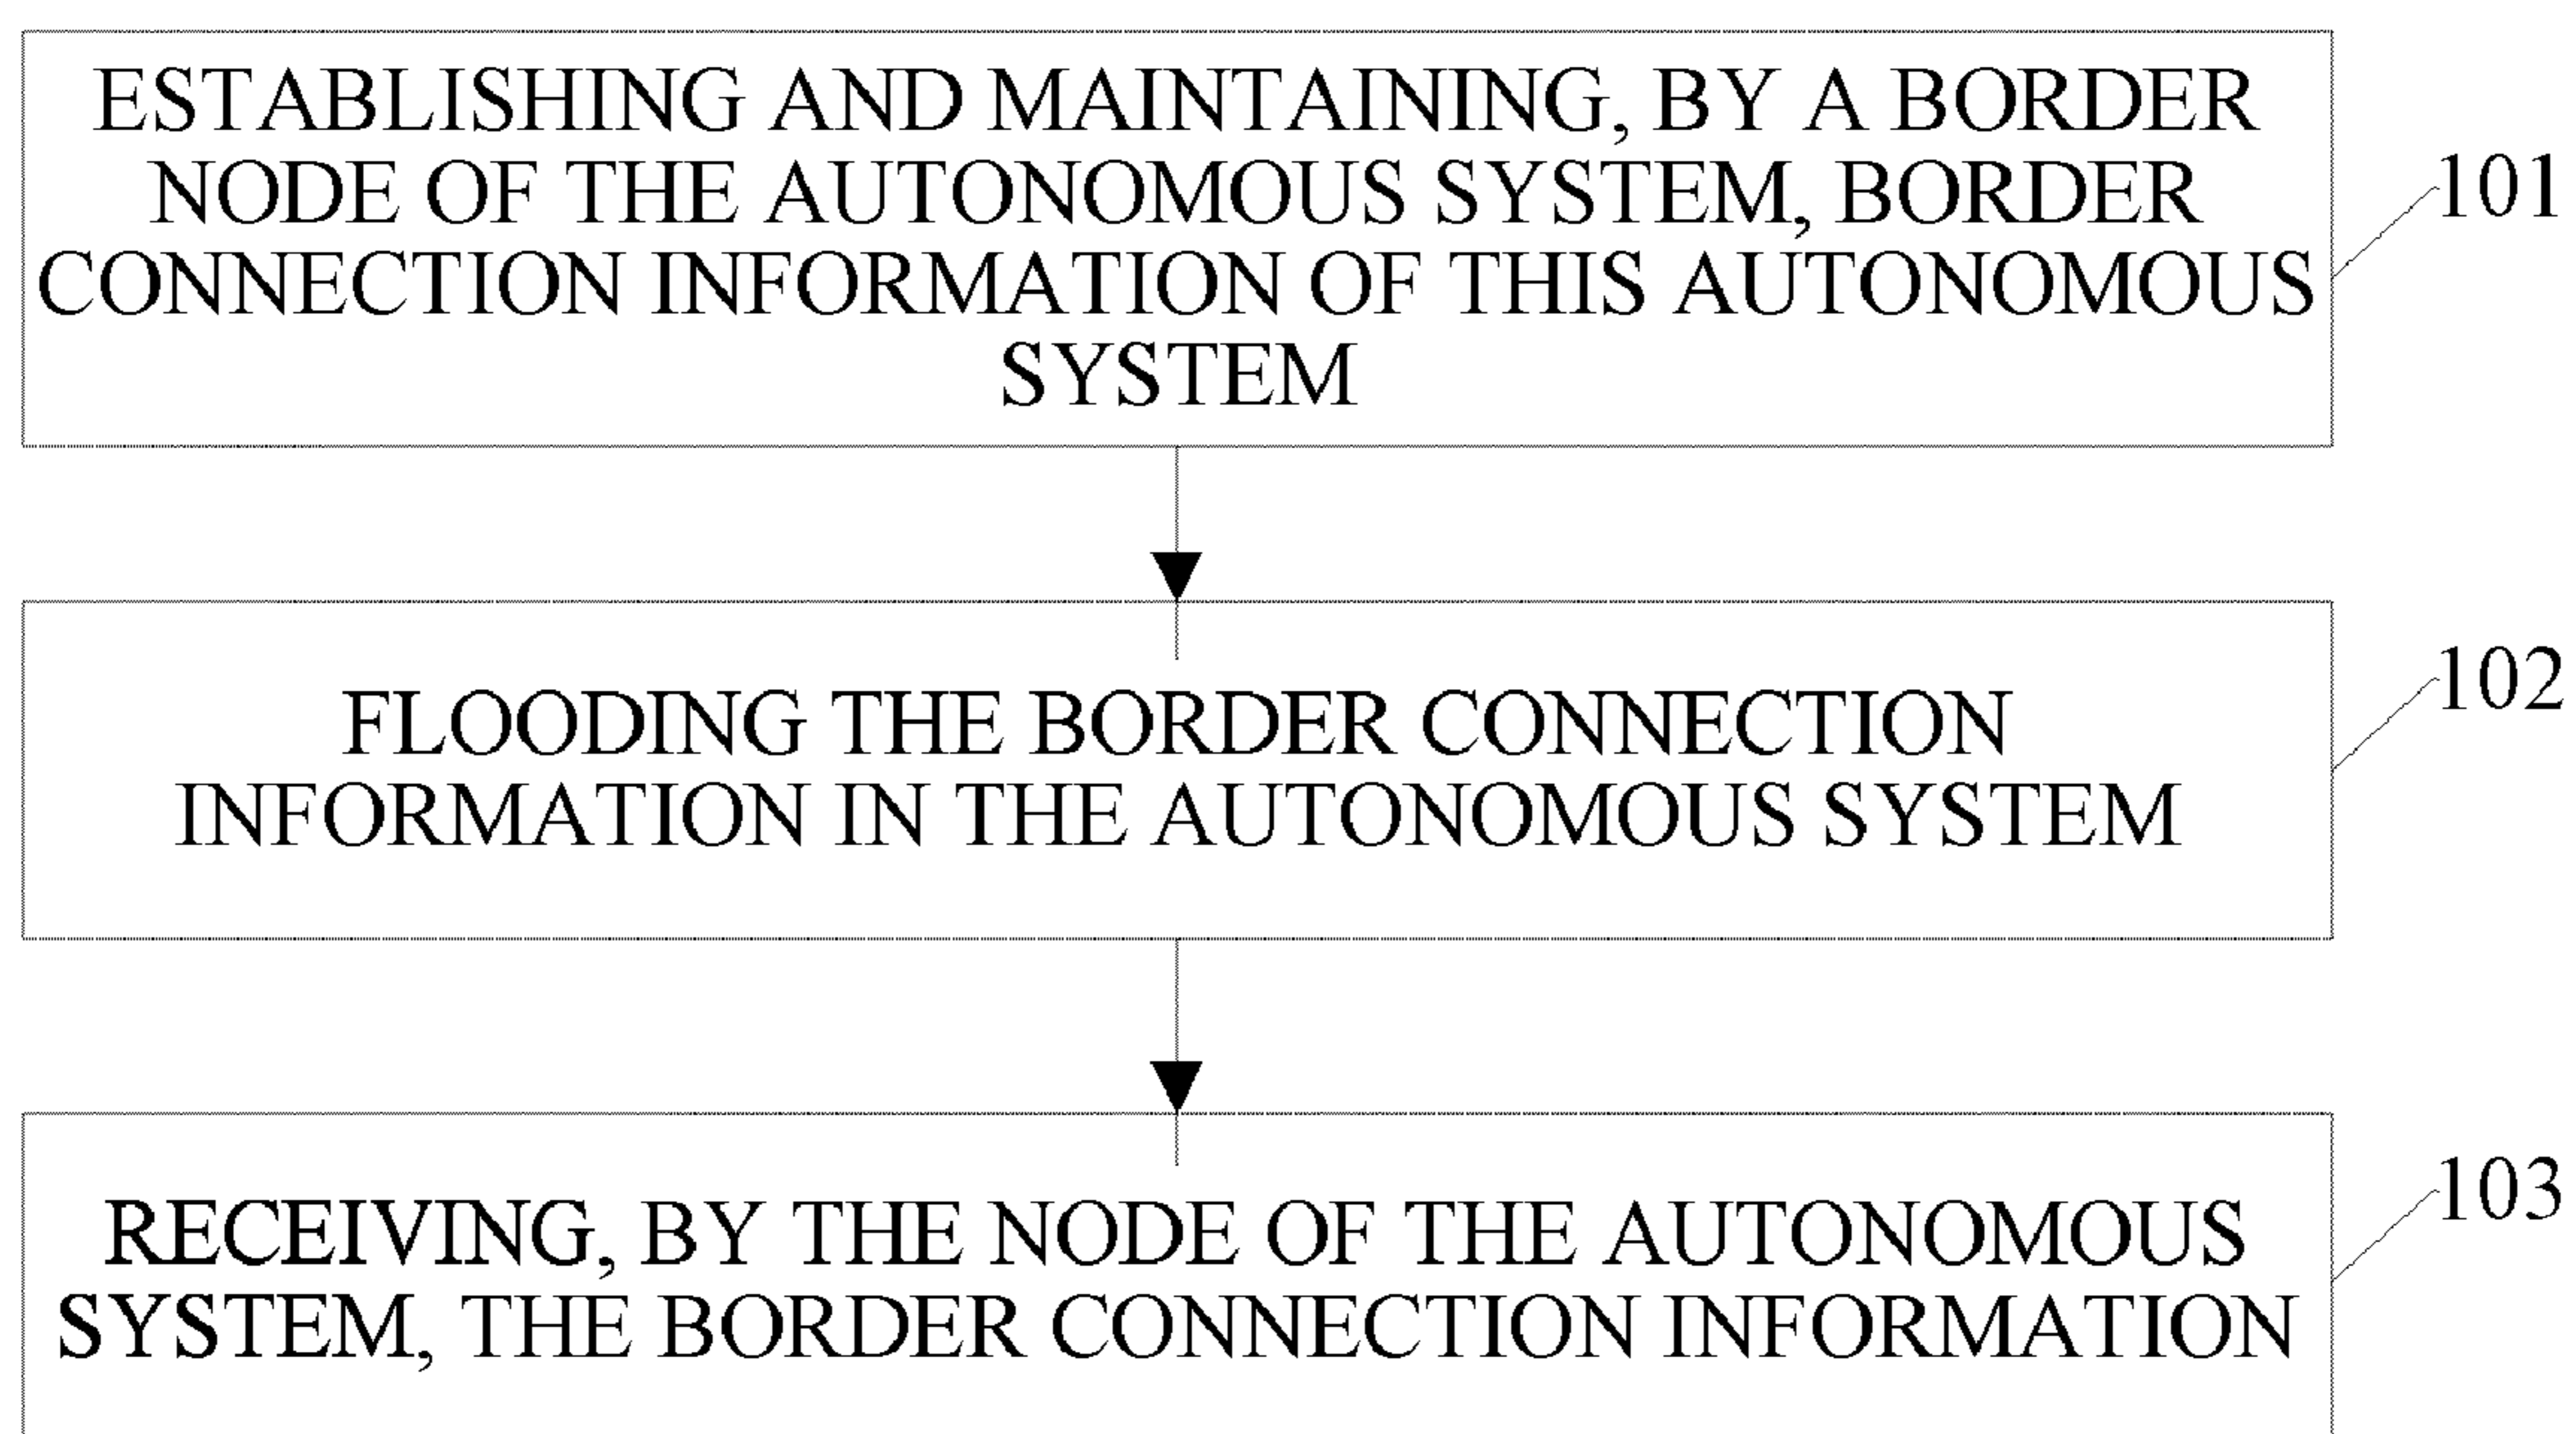 ESTABLISHING AND MAINTAINING, BY A BORDER
NODE OF THE AUTONOMOUS SYSTEM, BORDER
CONNECTION INFORMATION OF THIS AUTONOMOUS
SYSTEM
101
FLOODING THE BORDER CONNECTION
INFORMATION IN THE AUTONOMOUS SYSTEM
102
RECEIVING, BY THE NODE OF THE AUTONOMOUS
SYSTEM, THE BORDER CONNECTION INFORMATION
103